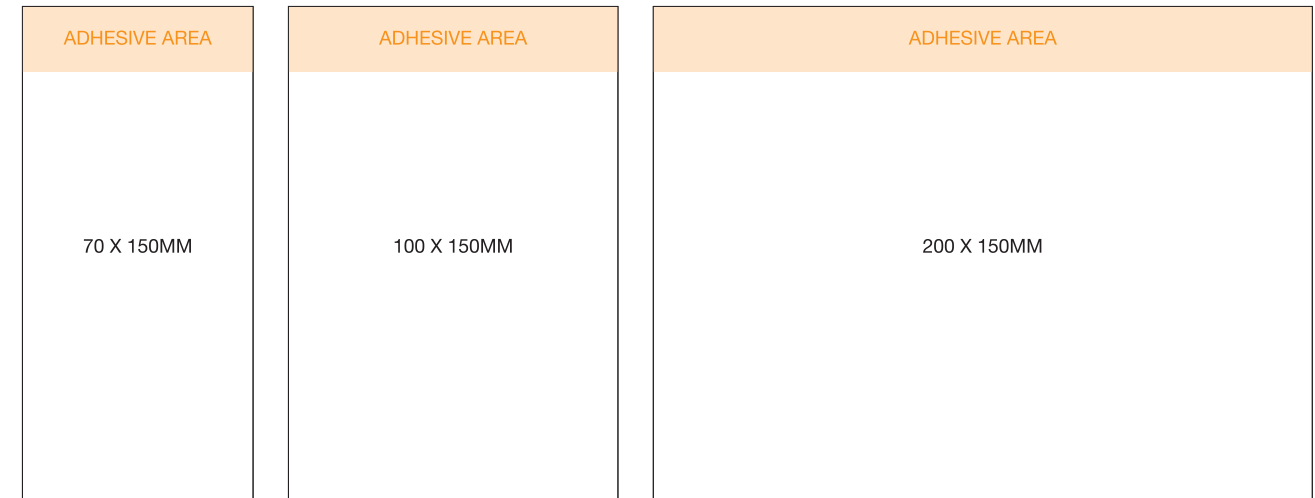 ADHESIVE AREA
ADHESIVE AREA
ADHESIVE AREA
70 X 150MM
100 X 150MM
200 X 150MM